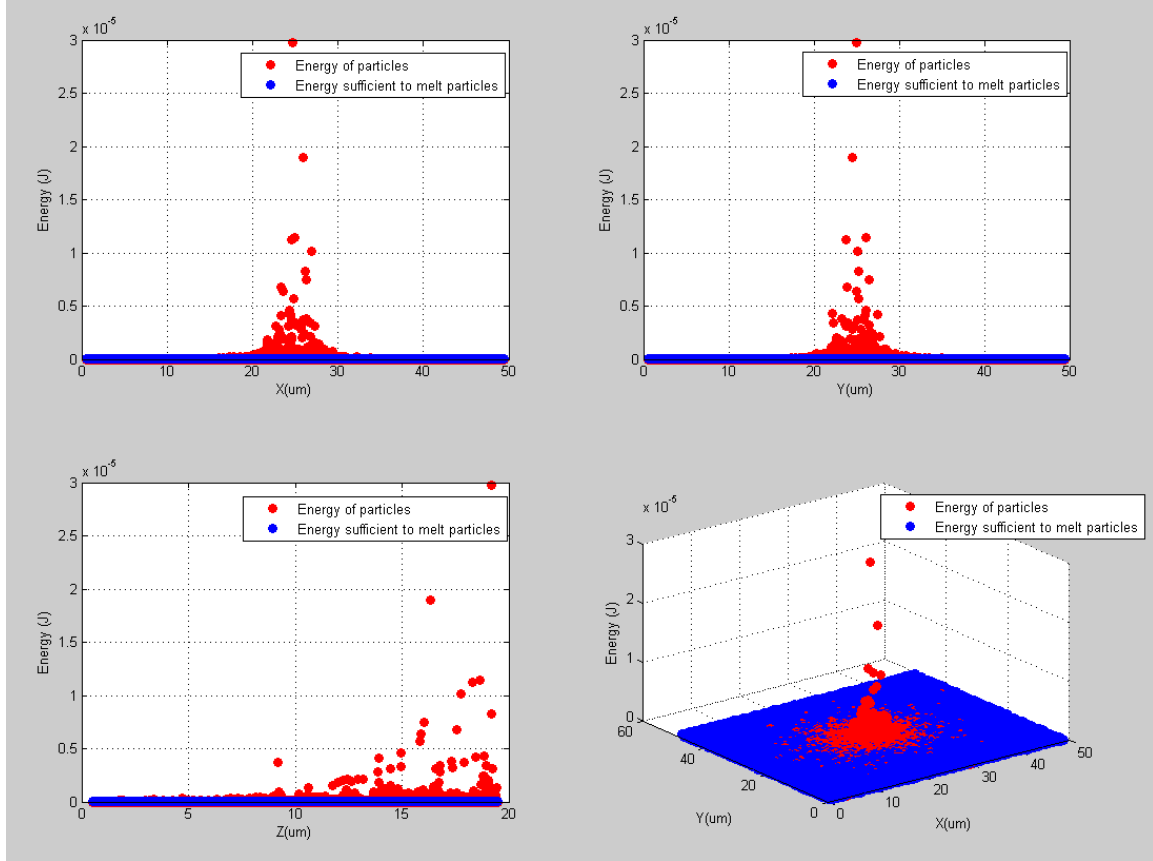 x 10-5
3
2.5
2
1.5
1
0.5
0
0 10 20 30 40 50
Energy (J)
X(um)
Energy of particles
Energy sufficient to melt particles
x 10-5
3
2.5
2
1.5
1
0.5
0
0 10 20 30 40 50
Energy (J)
Y(um)
Energy of particles
Energy sufficient to melt particles
x 10-5
3
2.5
2
1.5
1
0.5
0
0 5 10 15 20
Energy (J)
Z(um)
Energy of particles
Energy sufficient to melt particles
x 10-5
3
2
1
0
Energy (J)
60
40
20
0
Y(um)
0 10 20 30 40 50
X(um)
Energy of particles
Energy sufficient to melt particles